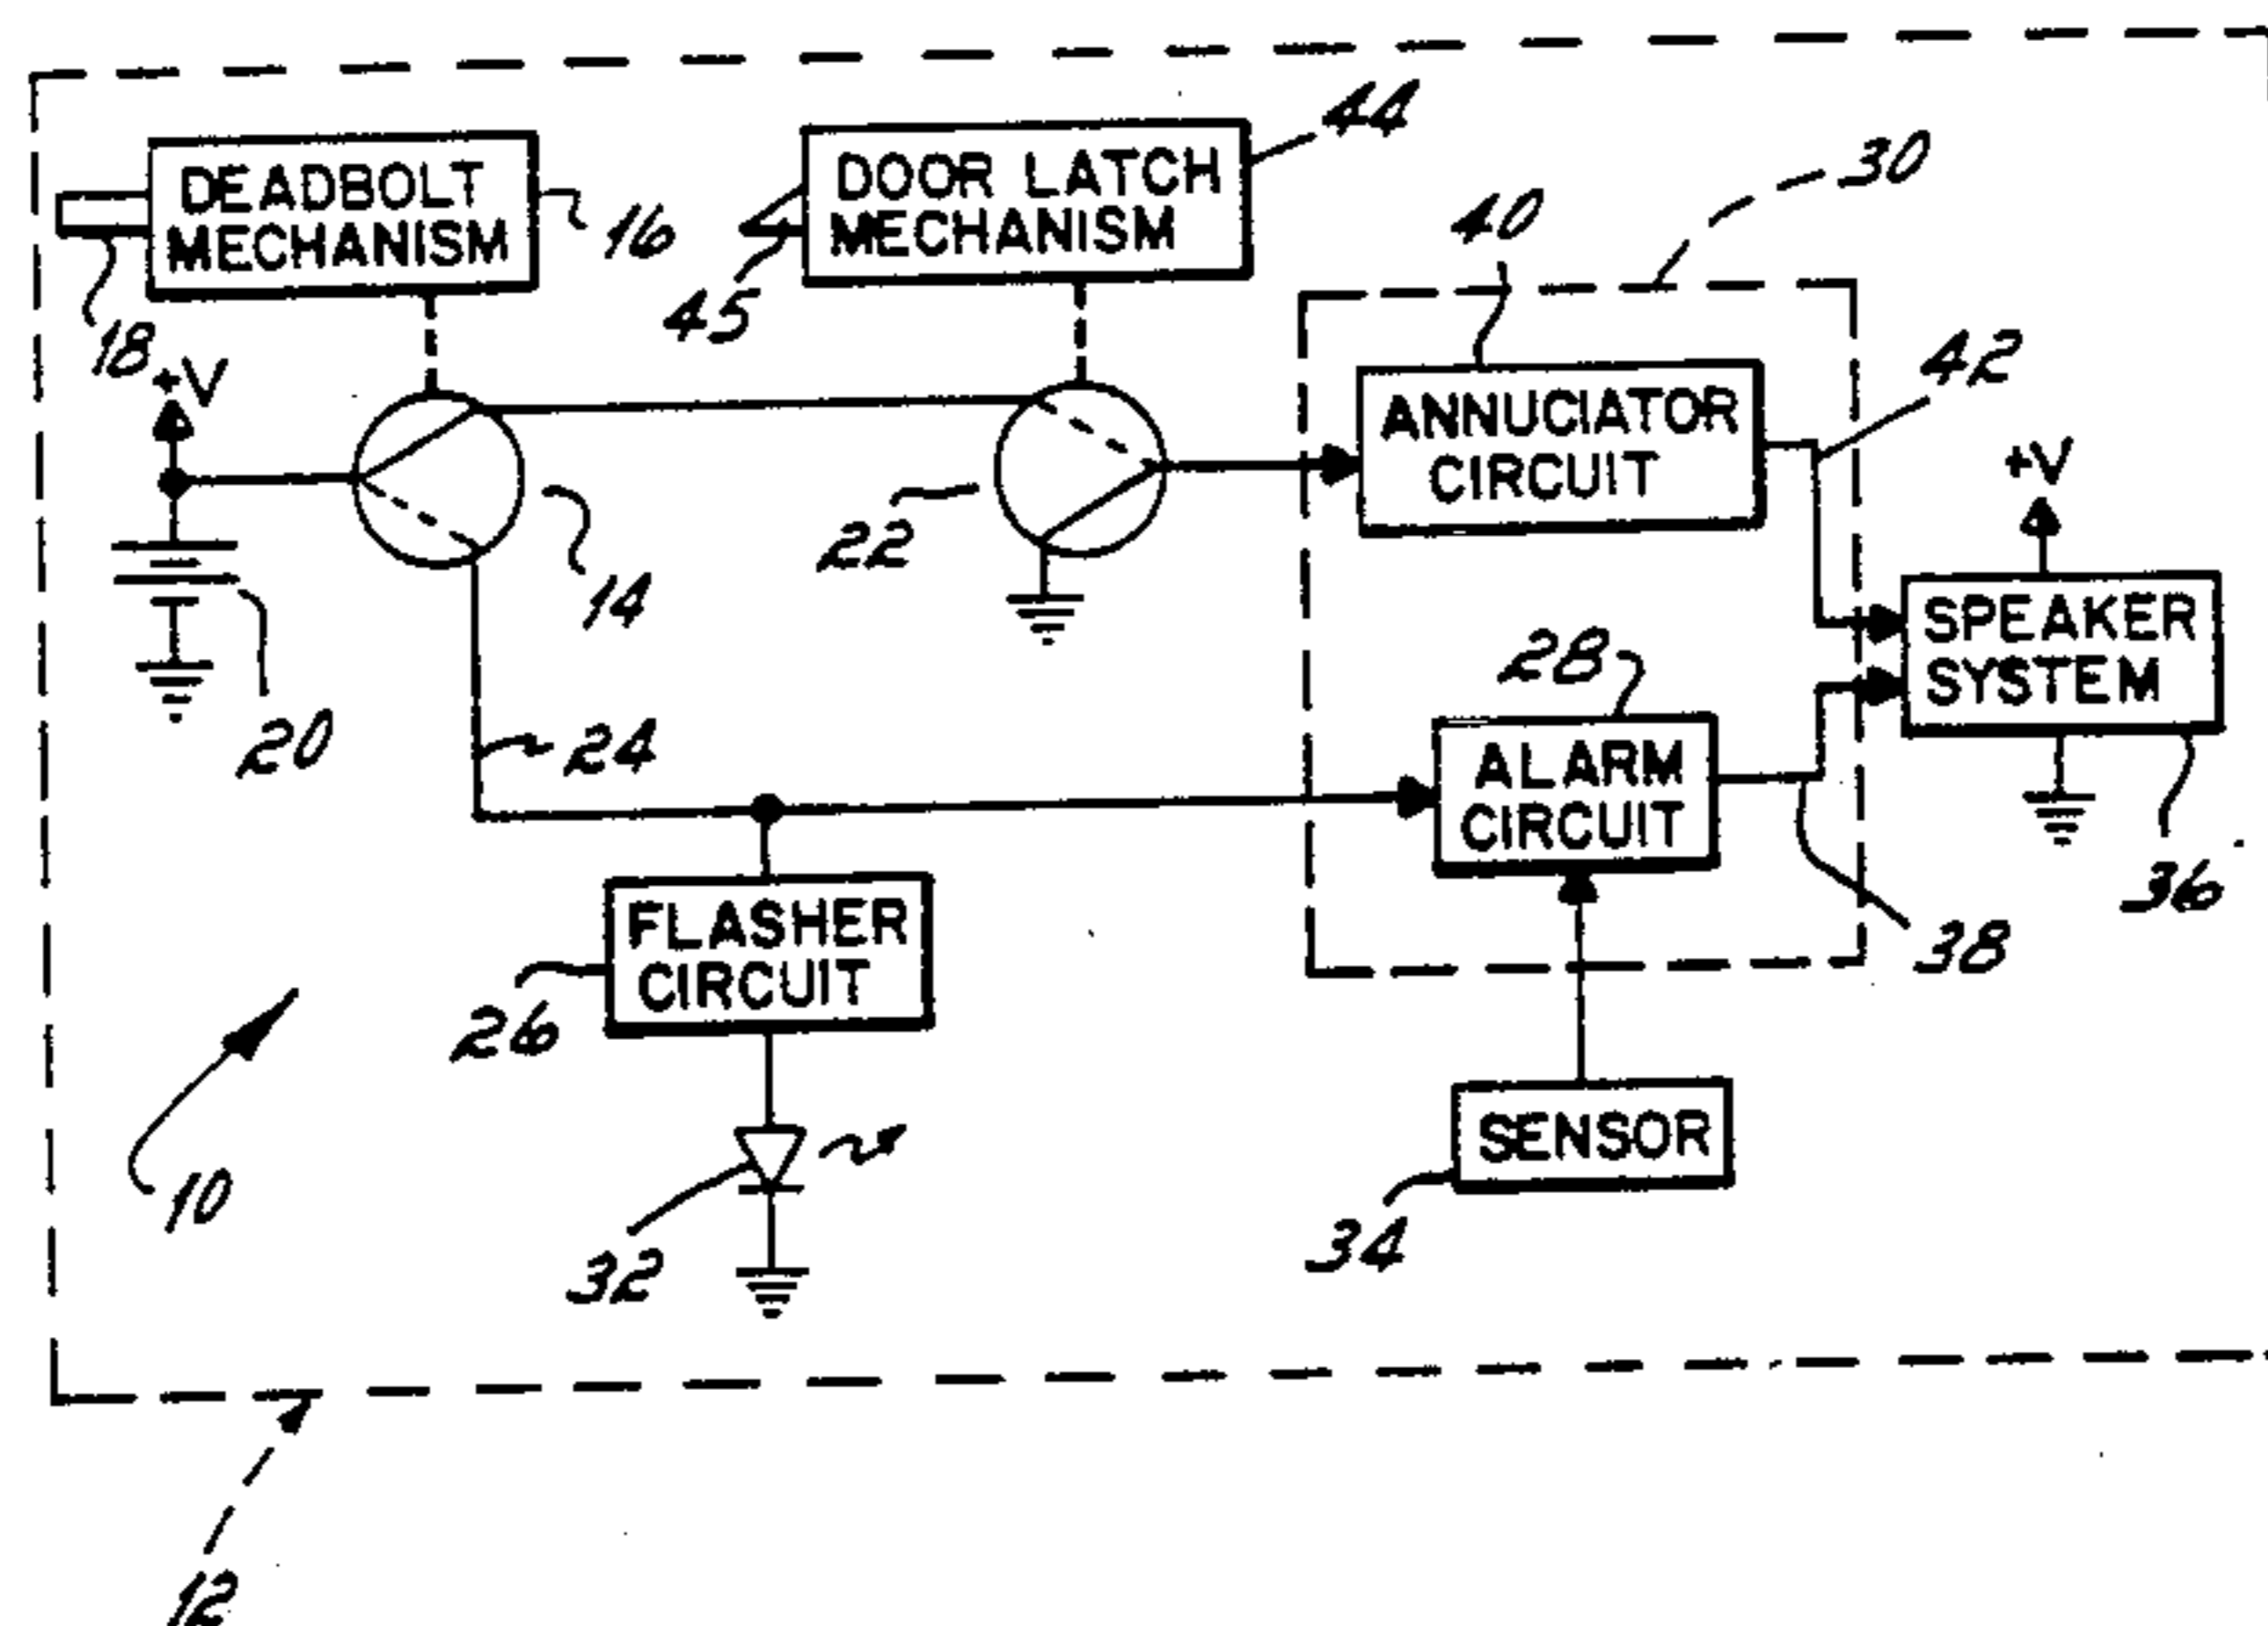 44
30
DEADBOLT
MECHANISM
DOOR LATCH
MECHANISM
16
40
45
18
+V
42
ANNUCIATOR
CIRCUIT
+V
22
14
SPEAKER
SYSTEM
28
20
24
ALARM
CIRCUIT
36
FLASHER
CIRCUIT
38
26
SENSOR
10
34
32
12